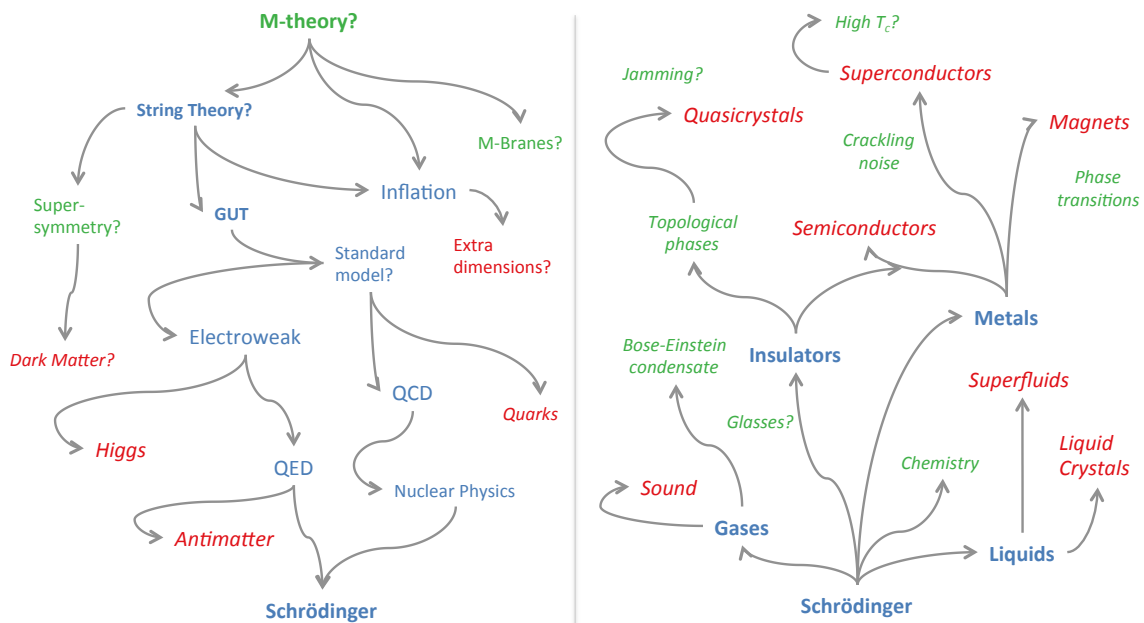 M-theory?
String Theory?
M-Branes?
Inflation
Super-
symmetry?
GUT
Standard
model?
Extra
dimensions?
Electroweak
Dark Matter?
QCD
Quarks
Higgs
QED
Nuclear Physics
Antimatter
Schrödinger
High Tc?
Superconductors
Jamming?
Quasicrystals
Magnets
Crackling
noise
Phase
transitions
Topological
phases
Semiconductors
Metals
Bose-Einstein
condensate
Insulators
Superfluids
Glasses?
Liquid
Crystals
Chemistry
Sound
Gases
Liquids
Schrödinger